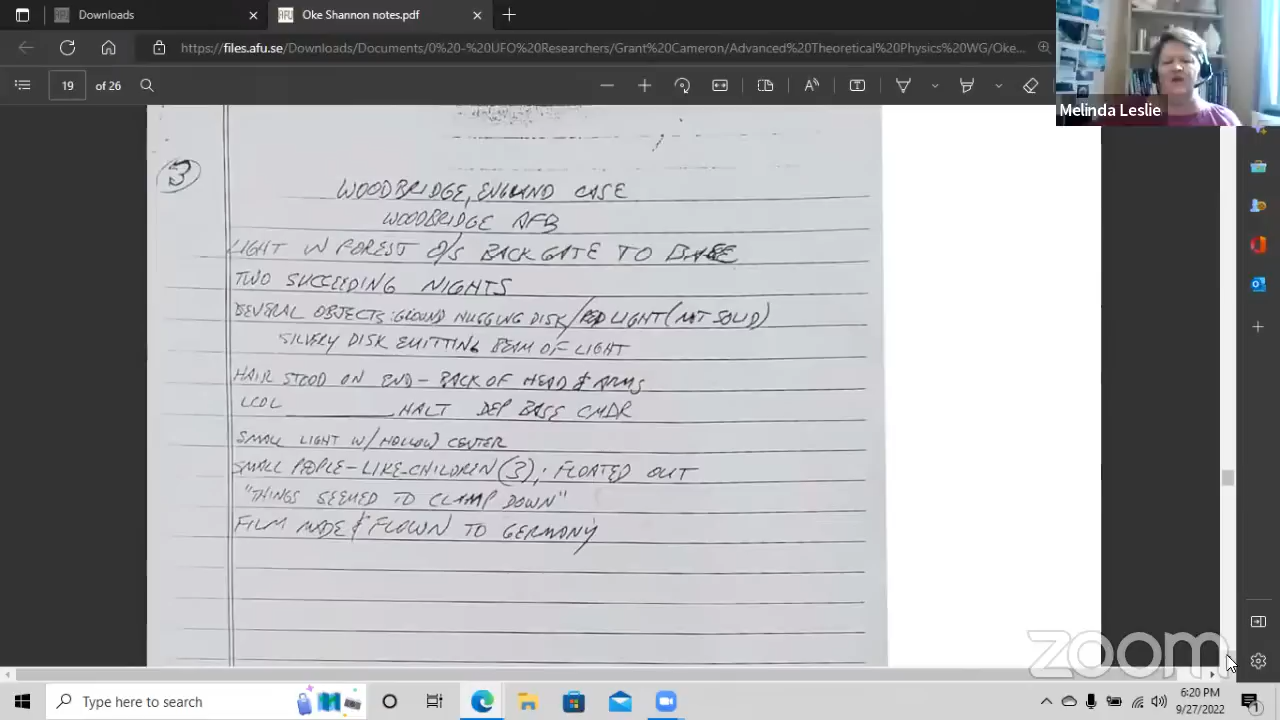 Downloads
Oke Shannon notes.pdf
https://files.afu.se/Downloads/Documents/0%20-%20UFO%20Researchers/Grant%20Cameron/Advanced%20Theoretical%20Physics%20WG/Oke...
19 of 26
Melinda Leslie
3
WOODBRIDGE, ENGLAND CASE
WOODBRIDGE AFB
LIGHT IN FOREST O/S BACK GATE TO BASE
TWO SUCCEEDING NIGHTS
SEVERAL OBJECTS: GROUND HUGGING DISK/RED LIGHT (NOT SOLID)
SILVERY DISK EMITTING BEAM OF LIGHT
HAIR STOOD ON END - BACK OF HEAD & ARMS
LCOL ________ HALT DEP BASE CMDR
SMALL LIGHT W/HOLLOW CENTER
SMALL PEOPLE-LIKE-CHILDREN (3); FLOATED OUT
"THINGS SEEMED TO CLAMP DOWN"
FILM MADE & FLOWN TO GERMANY
zoom
Type here to search
6:20 PM
9/27/2022